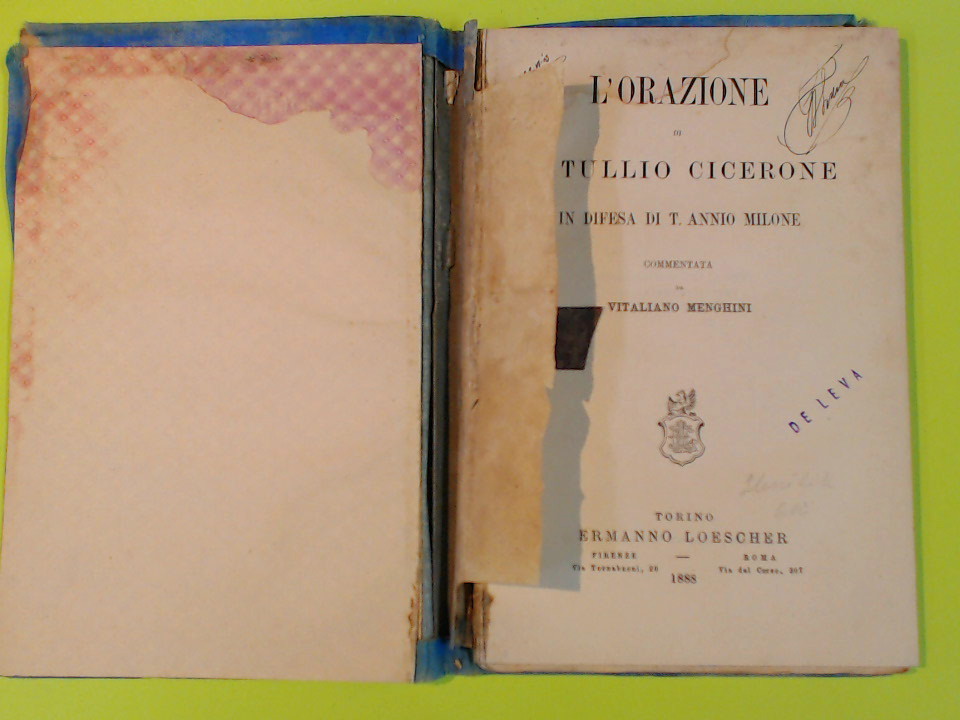 L'ORAZIONE
DI
TULLIO CICERONE
IN DIFESA DI T. ANNIO MILONE
COMMENTATA
DA
VITALIANO MENGHINI
DE LEVA
TORINO
ERMANNO LOESCHER
FIRENZE — ROMA
Via Tornabuoni, 20 Via del Corso, 307
1888